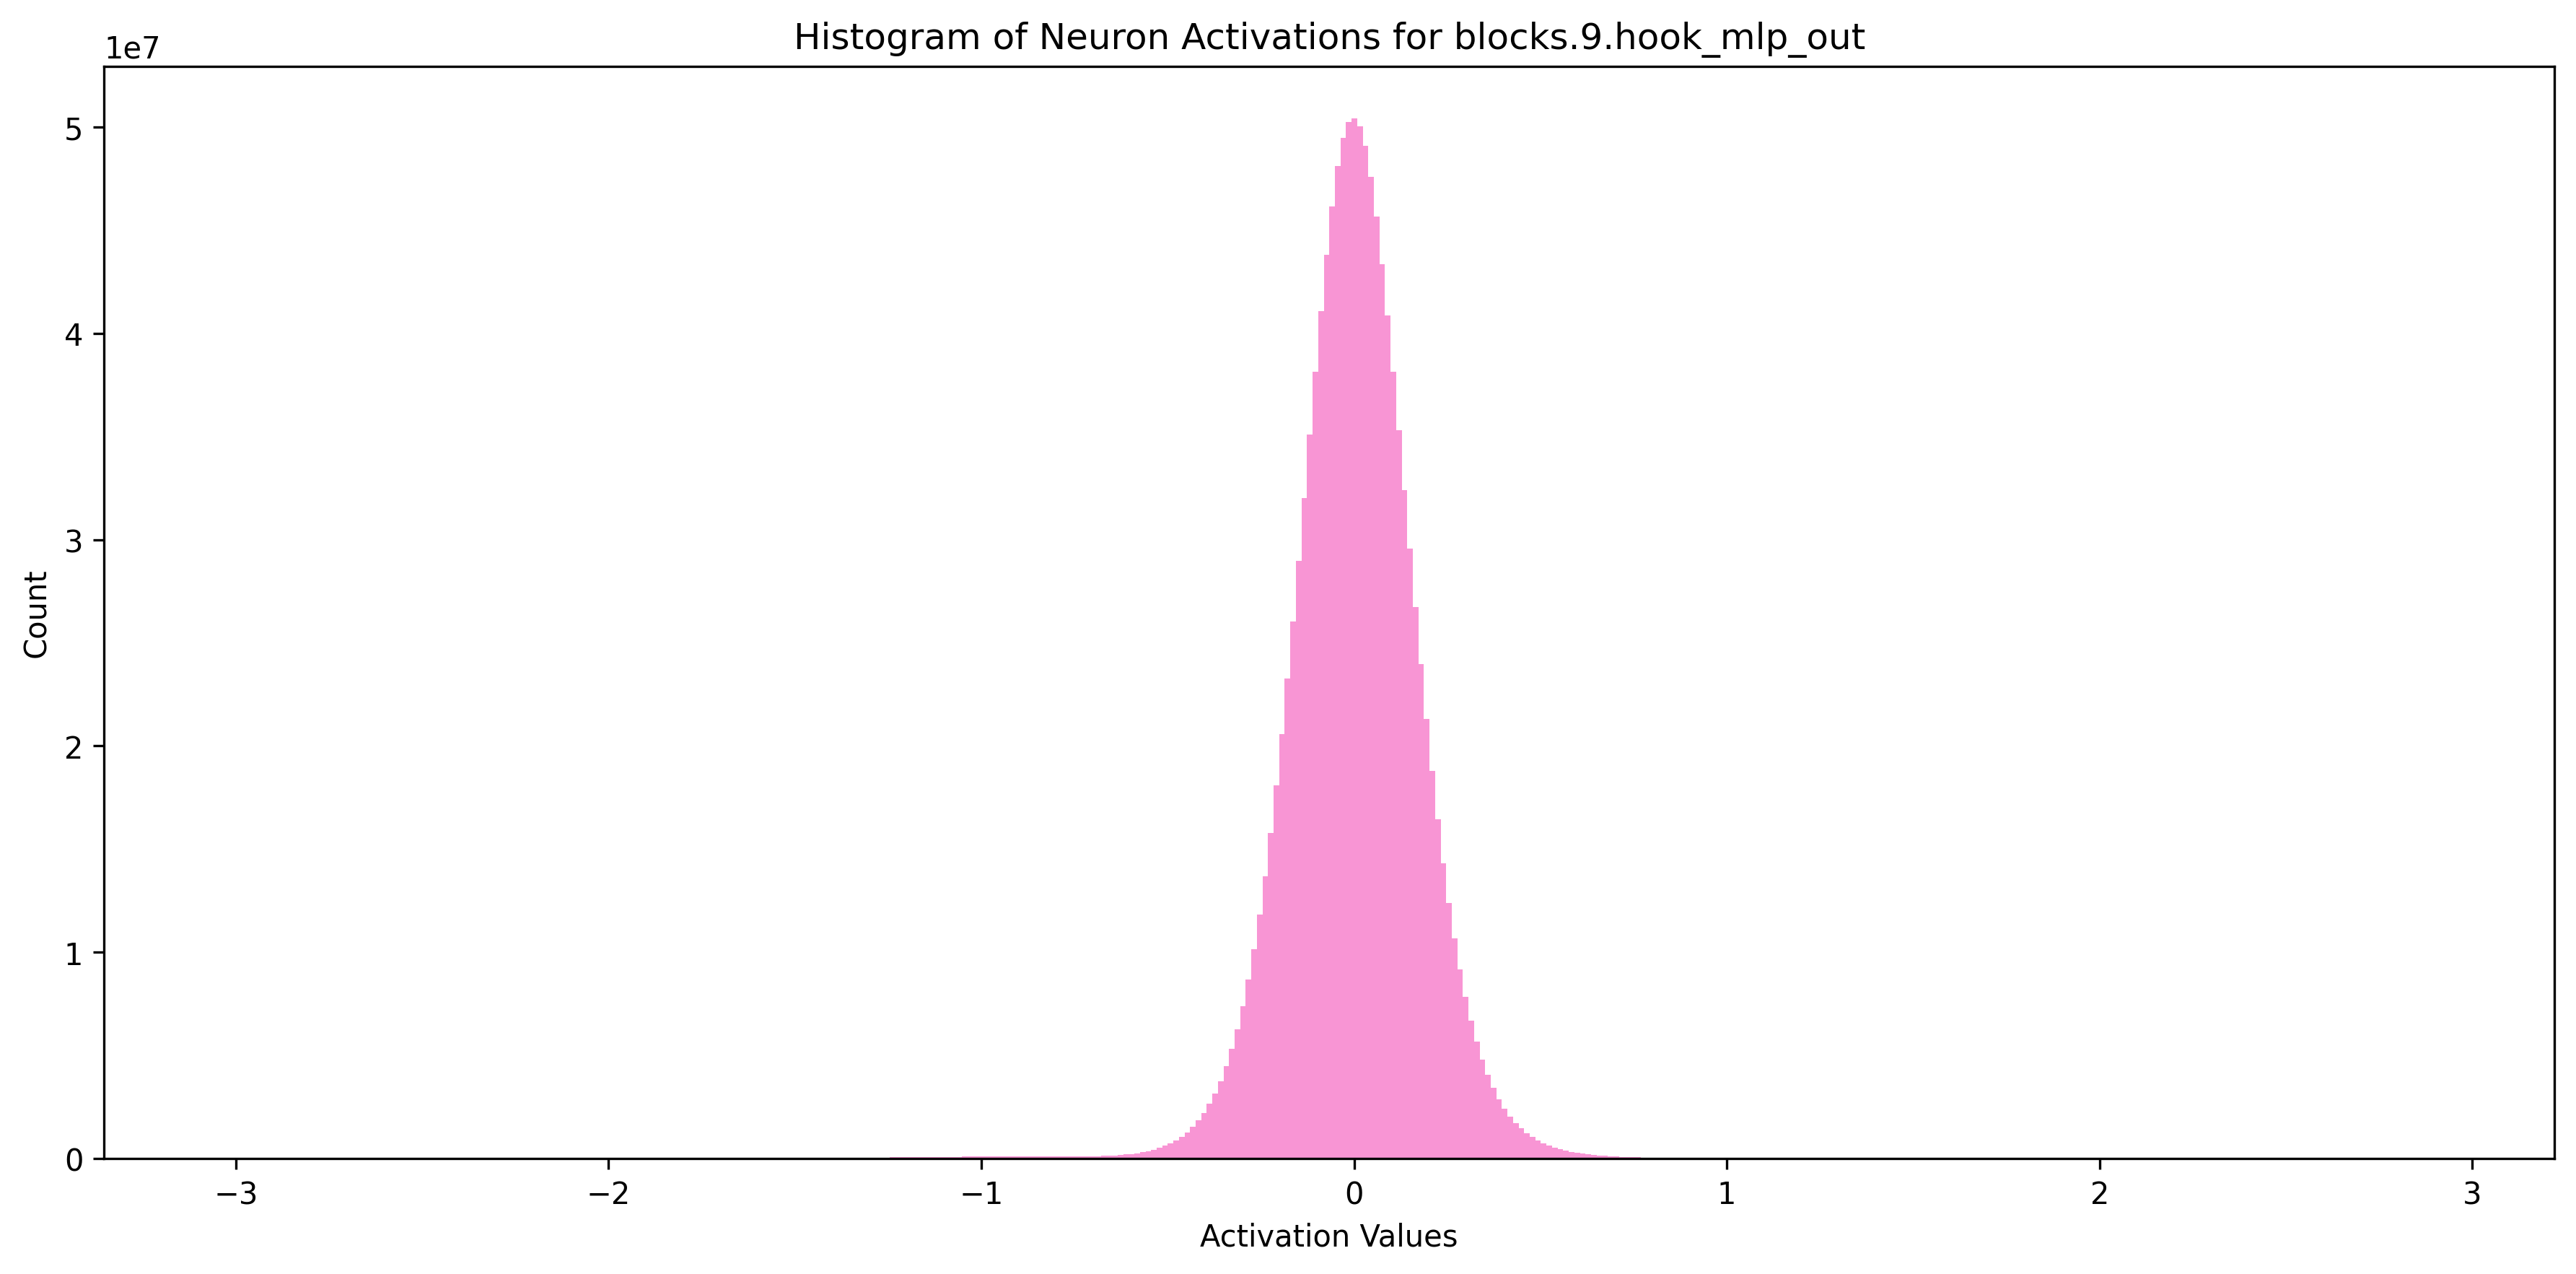 Histogram of Neuron Activations for blocks.9.hook_mlp_out
1e7
5
4
3
2
1
0
Count
−3 −2 −1 0 1 2 3
Activation Values